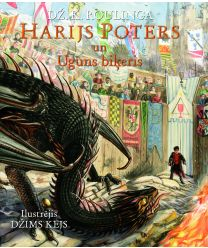 DŽ. K. ROULINGA
HARIJS POTERS
un
Uguns biķeris
Ilustrējis
DŽIMS KEJS